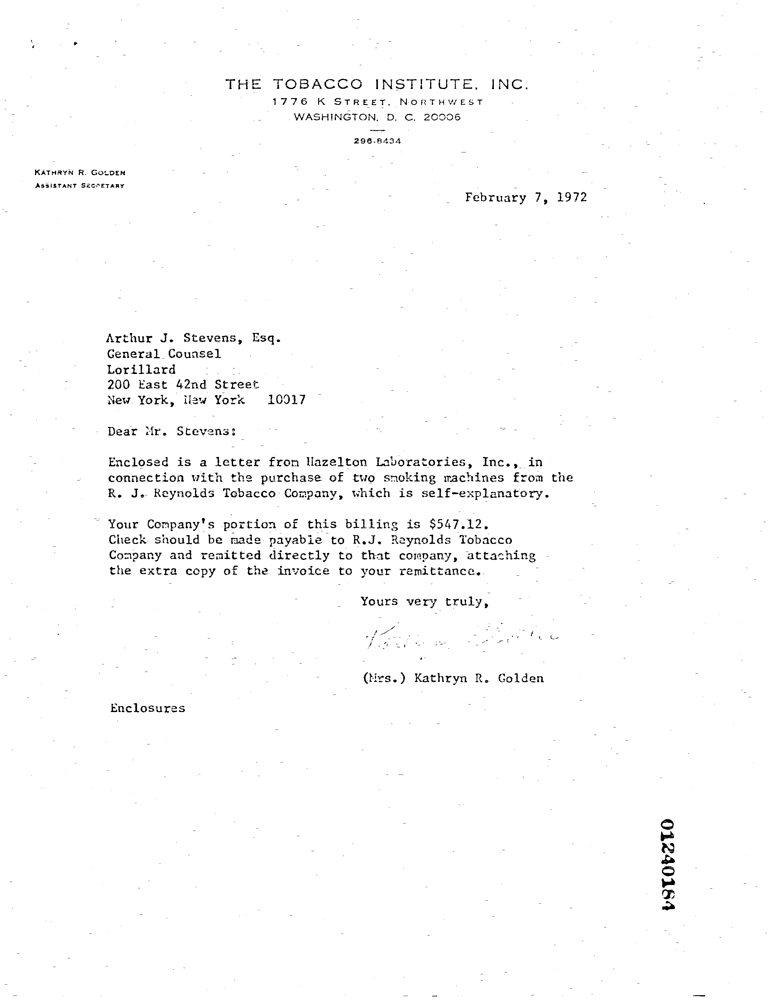 THE TOBACCO INSTITUTE, INC.
1776 K STREET, NORTHWEST
WASHINGTON, D. C. 20006
296-8434
KATHRYN R. GOLDEN
ASSISTANT SECRETARY
February 7, 1972
Arthur J. Stevens, Esq.
General Counsel
Lorillard
200 East 42nd Street
New York, New York 10017
Dear Mr. Stevens:
Enclosed is a letter from Hazelton Laboratories, Inc., in
connection with the purchase of two smoking machines from the
R. J. Reynolds Tobacco Company, which is self-explanatory.
Your Company's portion of this billing is $547.12.
Check should be made payable to R.J. Reynolds Tobacco
Company and remitted directly to that company, attaching
the extra copy of the invoice to your remittance.
Yours very truly,
(Mrs.) Kathryn R. Golden
Enclosures
01240184